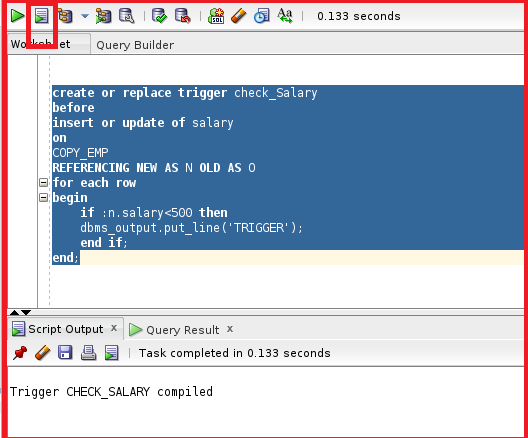 0.133 seconds
Worksheet Query Builder
create or replace trigger check_Salary
before
insert or update of salary
on
COPY_EMP
REFERENCING NEW AS N OLD AS O
for each row
begin
if :n.salary<500 then
dbms_output.put_line('TRIGGER');
end if;
end;
Script Output x Query Result x
Task completed in 0.133 seconds
Trigger CHECK_SALARY compiled